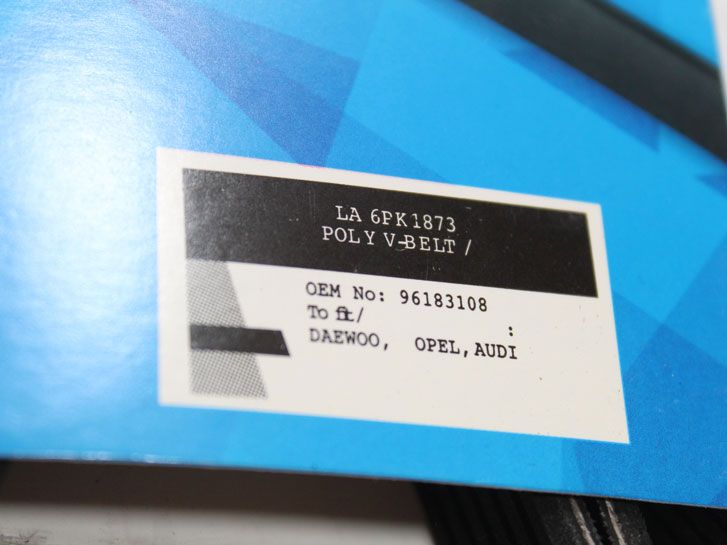 LA 6PK1873
POLY V-BELT /
OEM No: 96183108
To fit/ :
DAEWOO, OPEL,AUDI